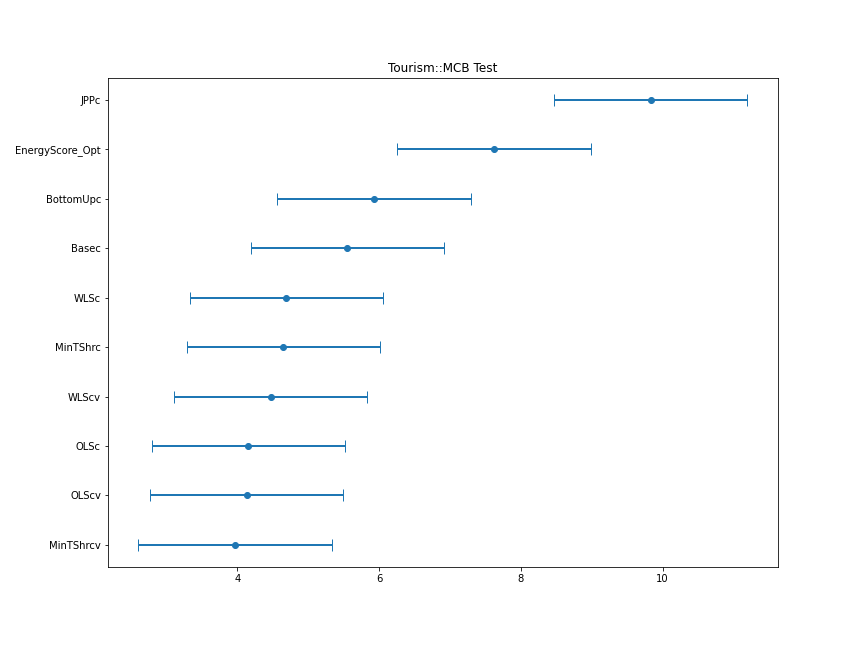 Tourism::MCB Test
JPPc
EnergyScore_Opt
BottomUpc
Basec
WLSc
MinTShrc
WLScv
OLSc
OLScv
MinTShrcv
4 6 8 10